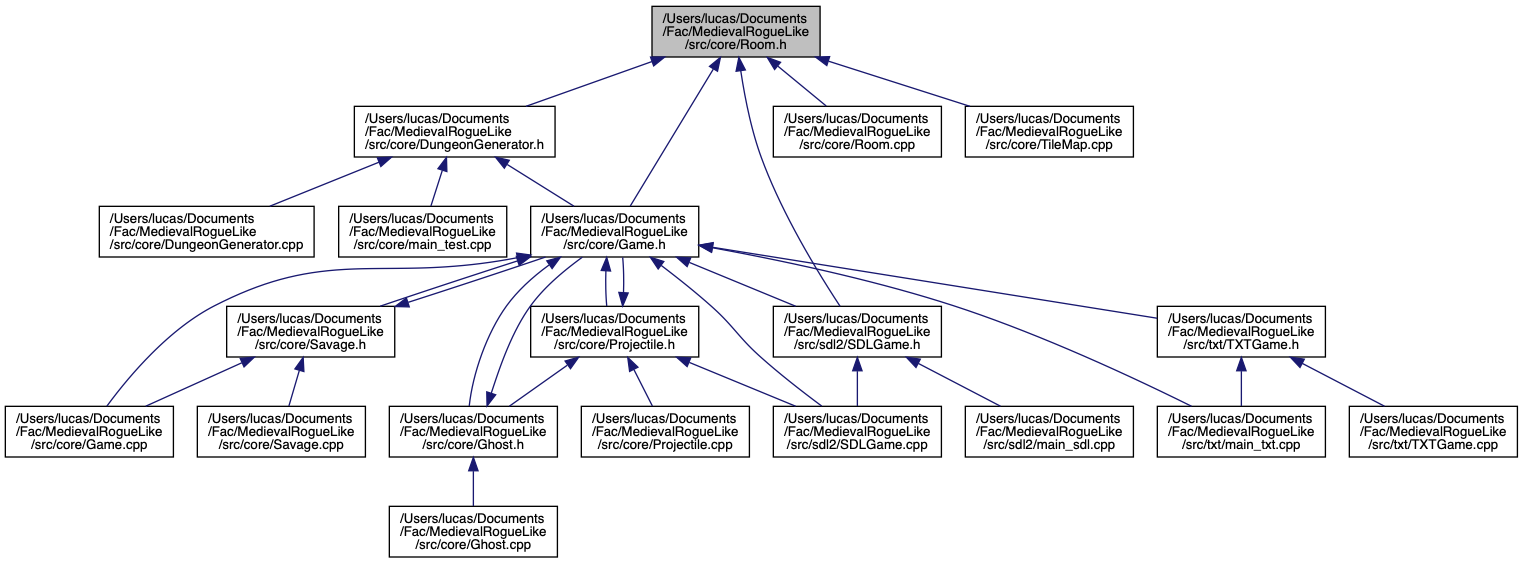 /Users/lucas/Documents
/Fac/MedievalRogueLike
/src/core/Room.h
/Users/lucas/Documents
/Fac/MedievalRogueLike
/src/core/DungeonGenerator.h
/Users/lucas/Documents
/Fac/MedievalRogueLike
/src/core/Room.cpp
/Users/lucas/Documents
/Fac/MedievalRogueLike
/src/core/TileMap.cpp
/Users/lucas/Documents
/Fac/MedievalRogueLike
/src/core/DungeonGenerator.cpp
/Users/lucas/Documents
/Fac/MedievalRogueLike
/src/core/main_test.cpp
/Users/lucas/Documents
/Fac/MedievalRogueLike
/src/core/Game.h
/Users/lucas/Documents
/Fac/MedievalRogueLike
/src/core/Savage.h
/Users/lucas/Documents
/Fac/MedievalRogueLike
/src/core/Projectile.h
/Users/lucas/Documents
/Fac/MedievalRogueLike
/src/sdl2/SDLGame.h
/Users/lucas/Documents
/Fac/MedievalRogueLike
/src/txt/TXTGame.h
/Users/lucas/Documents
/Fac/MedievalRogueLike
/src/core/Game.cpp
/Users/lucas/Documents
/Fac/MedievalRogueLike
/src/core/Savage.cpp
/Users/lucas/Documents
/Fac/MedievalRogueLike
/src/core/Ghost.h
/Users/lucas/Documents
/Fac/MedievalRogueLike
/src/core/Projectile.cpp
/Users/lucas/Documents
/Fac/MedievalRogueLike
/src/sdl2/SDLGame.cpp
/Users/lucas/Documents
/Fac/MedievalRogueLike
/src/sdl2/main_sdl.cpp
/Users/lucas/Documents
/Fac/MedievalRogueLike
/src/txt/main_txt.cpp
/Users/lucas/Documents
/Fac/MedievalRogueLike
/src/txt/TXTGame.cpp
/Users/lucas/Documents
/Fac/MedievalRogueLike
/src/core/Ghost.cpp